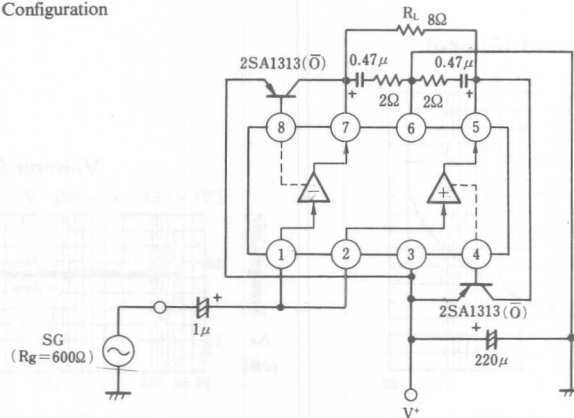 Configuration
R_L 8Ω
2SA1313(O̅)
0.47μ
0.47μ
+
+
2Ω
2Ω
8
7
6
5
−
+
1
2
3
4
+
1μ
SG
(Rg=600Ω)
2SA1313(O̅)
+
220μ
V⁺